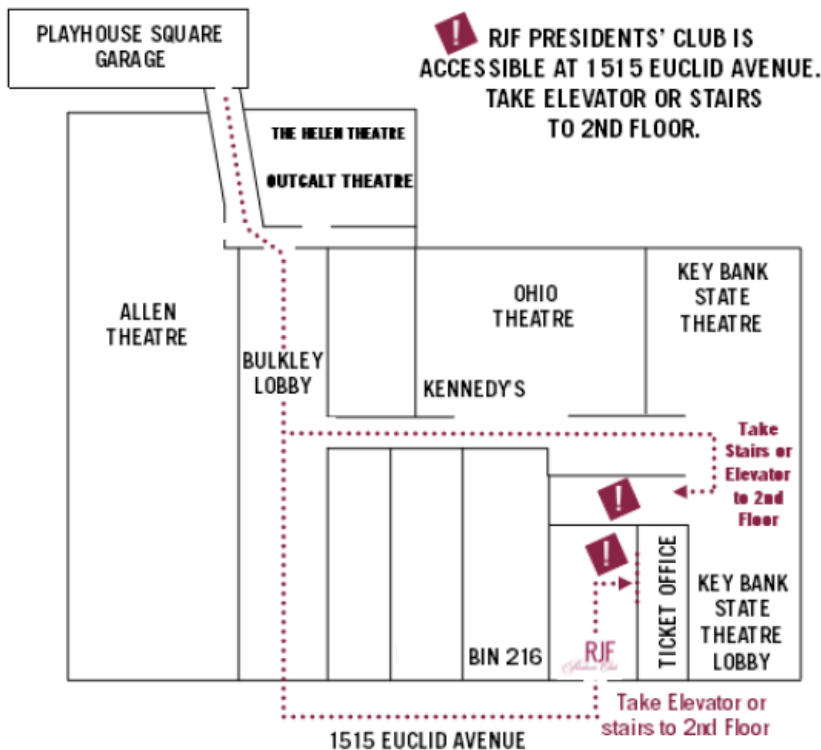 PLAYHOUSE SQUARE
GARAGE
! RJF PRESIDENTS' CLUB IS
ACCESSIBLE AT 1515 EUCLID AVENUE.
TAKE ELEVATOR OR STAIRS
TO 2ND FLOOR.
THE HELEN THEATRE
OUTCALT THEATRE
ALLEN
THEATRE
BULKLEY
LOBBY
OHIO
THEATRE
KEY BANK
STATE
THEATRE
KENNEDY'S
Take
Stairs or
Elevator
to 2nd
Floor
!
!
BIN 216
RJF
TICKET OFFICE
KEY BANK
STATE
THEATRE
LOBBY
Take Elevator or
stairs to 2nd Floor
1515 EUCLID AVENUE